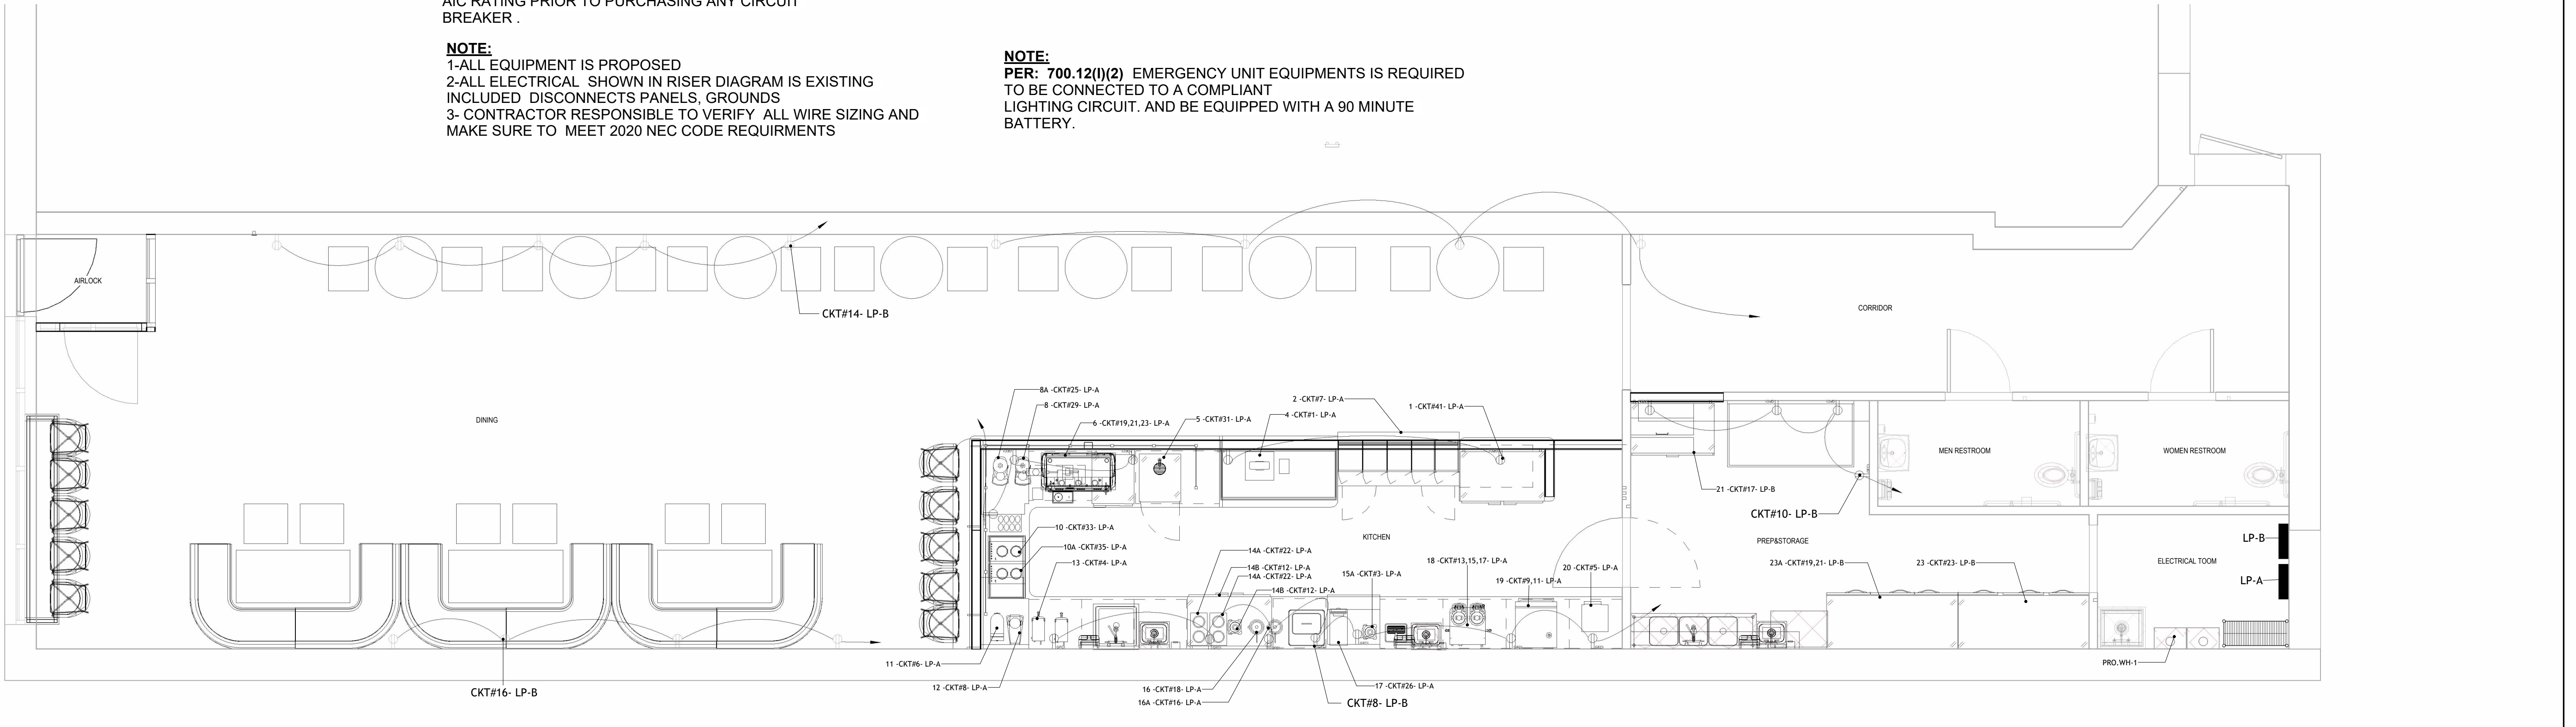 AIC RATING PRIOR TO PURCHASING ANY CIRCUIT
BREAKER .
NOTE:
1-ALL EQUIPMENT IS PROPOSED
2-ALL ELECTRICAL SHOWN IN RISER DIAGRAM IS EXISTING
INCLUDED DISCONNECTS PANELS, GROUNDS
3- CONTRACTOR RESPONSIBLE TO VERIFY ALL WIRE SIZING AND
MAKE SURE TO MEET 2020 NEC CODE REQUIRMENTS
NOTE:
PER: 700.12(I)(2) EMERGENCY UNIT EQUIPMENTS IS REQUIRED
TO BE CONNECTED TO A COMPLIANT
LIGHTING CIRCUIT. AND BE EQUIPPED WITH A 90 MINUTE
BATTERY.
AIRLOCK
CKT#14- LP-B
CORRIDOR
DINING
8A -CKT#25- LP-A
8 -CKT#29- LP-A
6 -CKT#19,21,23- LP-A
5 -CKT#31- LP-A
2 -CKT#7- LP-A
4 -CKT#1- LP-A
1 -CKT#41- LP-A
MEN RESTROOM
WOMEN RESTROOM
21 -CKT#17- LP-B
CKT#10- LP-B
10 -CKT#33- LP-A
10A -CKT#35- LP-A
13 -CKT#4- LP-A
KITCHEN
14A -CKT#22- LP-A
14B -CKT#12- LP-A
14A -CKT#22- LP-A
14B -CKT#12- LP-A
15A -CKT#3- LP-A
18 -CKT#13,15,17- LP-A
19 -CKT#9,11- LP-A
20 -CKT#5- LP-A
PREP&STORAGE
23A -CKT#19,21- LP-B
23 -CKT#23- LP-B
ELECTRICAL TOOM
LP-B
LP-A
11 -CKT#6- LP-A
12 -CKT#8- LP-A
16 -CKT#18- LP-A
16A -CKT#16- LP-A
17 -CKT#26- LP-A
CKT#8- LP-B
CKT#16- LP-B
PRO.WH-1